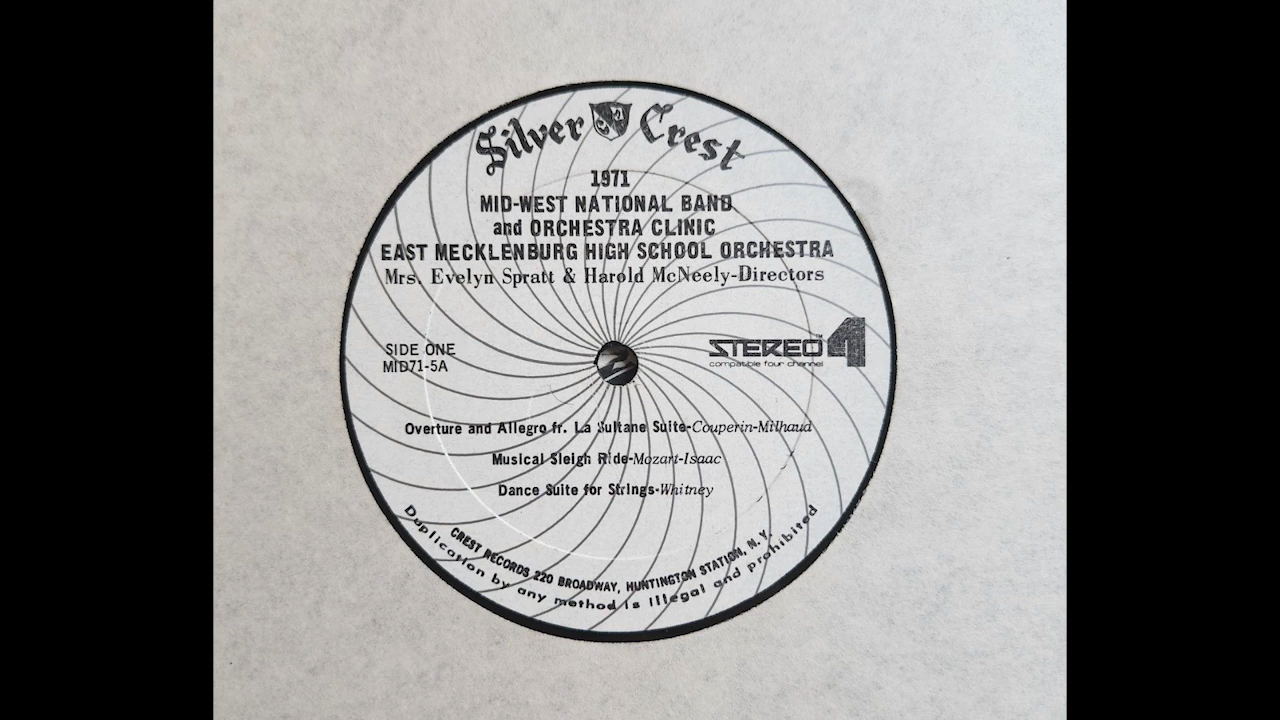 Silver Crest
1971
MID-WEST NATIONAL BAND
and ORCHESTRA CLINIC
EAST MECKLENBURG HIGH SCHOOL ORCHESTRA
Mrs. Evelyn Spratt & Harold McNeely-Directors
SIDE ONE
MID71-5A
STEREO 4™
compatible four channel
Overture and Allegro fr. La Sultane Suite-Couperin-Milhaud
Musical Sleigh Ride-Mozart-Isaac
Dance Suite for Strings-Whitney
CREST RECORDS 220 BROADWAY, HUNTINGTON STATION, N.Y.
Duplication by any method is illegal and prohibited